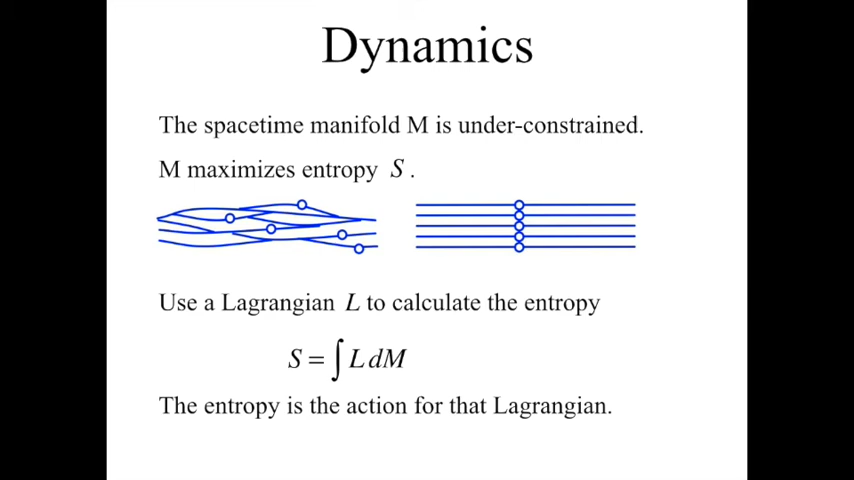 Dynamics
The spacetime manifold M is under-constrained.
M maximizes entropy S.
Use a Lagrangian L to calculate the entropy
S = ∫ L dM
The entropy is the action for that Lagrangian.